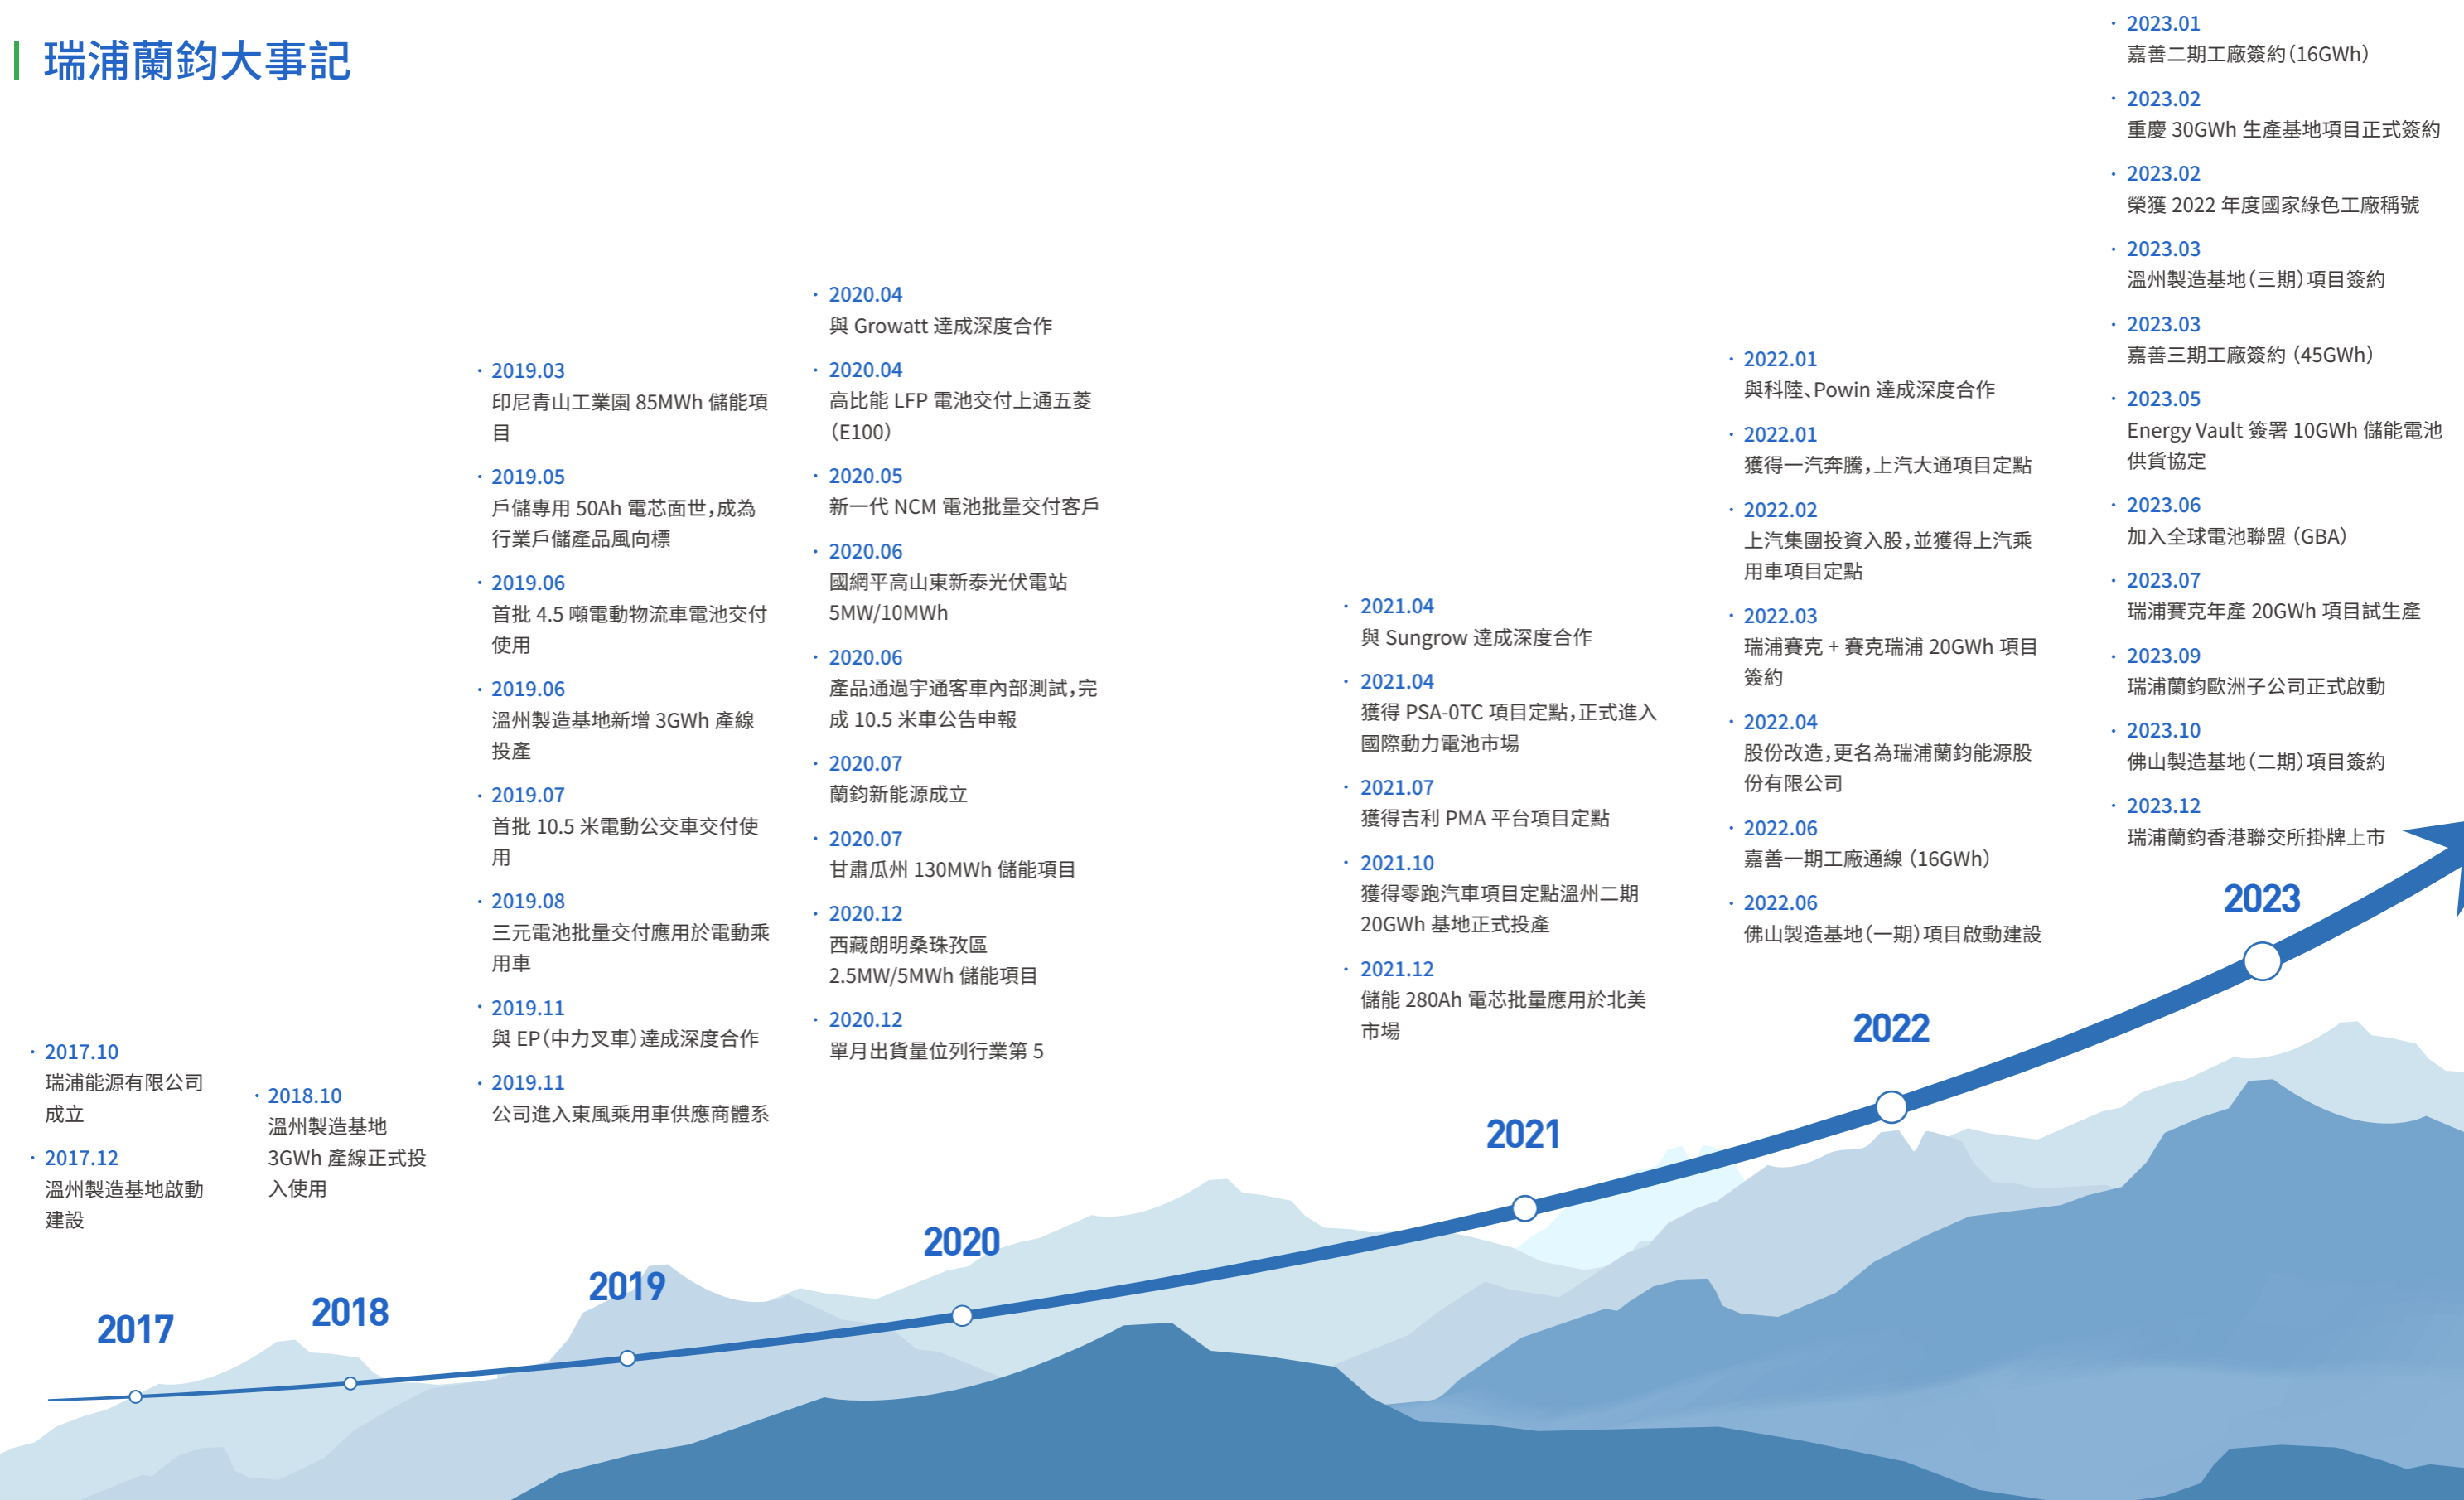 瑞浦蘭鈞大事記
· 2017.10
瑞浦能源有限公司
成立
· 2017.12
溫州製造基地啟動
建設
2017
· 2018.10
溫州製造基地
3GWh 產線正式投
入使用
2018
· 2019.03
印尼青山工業園 85MWh 儲能項
目
· 2019.05
戶儲專用 50Ah 電芯面世，成為
行業戶儲產品風向標
· 2019.06
首批 4.5 噸電動物流車電池交付
使用
· 2019.06
溫州製造基地新增 3GWh 產線
投產
· 2019.07
首批 10.5 米電動公交車交付使
用
· 2019.08
三元電池批量交付應用於電動乘
用車
· 2019.11
與 EP（中力叉車）達成深度合作
· 2019.11
公司進入東風乘用車供應商體系
2019
· 2020.04
與 Growatt 達成深度合作
· 2020.04
高比能 LFP 電池交付上通五菱
（E100）
· 2020.05
新一代 NCM 電池批量交付客戶
· 2020.06
國網平高山東新泰光伏電站
5MW/10MWh
· 2020.06
產品通過宇通客車內部測試，完
成 10.5 米車公告申報
· 2020.07
蘭鈞新能源成立
· 2020.07
甘肅瓜州 130MWh 儲能項目
· 2020.12
西藏朗明桑珠孜區
2.5MW/5MWh 儲能項目
· 2020.12
單月出貨量位列行業第 5
2020
· 2021.04
與 Sungrow 達成深度合作
· 2021.04
獲得 PSA-0TC 項目定點，正式進入
國際動力電池市場
· 2021.07
獲得吉利 PMA 平台項目定點
· 2021.10
獲得零跑汽車項目定點溫州二期
20GWh 基地正式投產
· 2021.12
儲能 280Ah 電芯批量應用於北美
市場
2021
· 2022.01
與科陸、Powin 達成深度合作
· 2022.01
獲得一汽奔騰，上汽大通項目定點
· 2022.02
上汽集團投資入股，並獲得上汽乘
用車項目定點
· 2022.03
瑞浦賽克 + 賽克瑞浦 20GWh 項目
簽約
· 2022.04
股份改造，更名為瑞浦蘭鈞能源股
份有限公司
· 2022.06
嘉善一期工廠通線（16GWh）
· 2022.06
佛山製造基地（一期）項目啟動建設
2022
· 2023.01
嘉善二期工廠簽約（16GWh）
· 2023.02
重慶 30GWh 生產基地項目正式簽約
· 2023.02
榮獲 2022 年度國家綠色工廠稱號
· 2023.03
溫州製造基地（三期）項目簽約
· 2023.03
嘉善三期工廠簽約（45GWh）
· 2023.05
Energy Vault 簽署 10GWh 儲能電池
供貨協定
· 2023.06
加入全球電池聯盟（GBA）
· 2023.07
瑞浦賽克年產 20GWh 項目試生產
· 2023.09
瑞浦蘭鈞歐洲子公司正式啟動
· 2023.10
佛山製造基地（二期）項目簽約
· 2023.12
瑞浦蘭鈞香港聯交所掛牌上市
2023